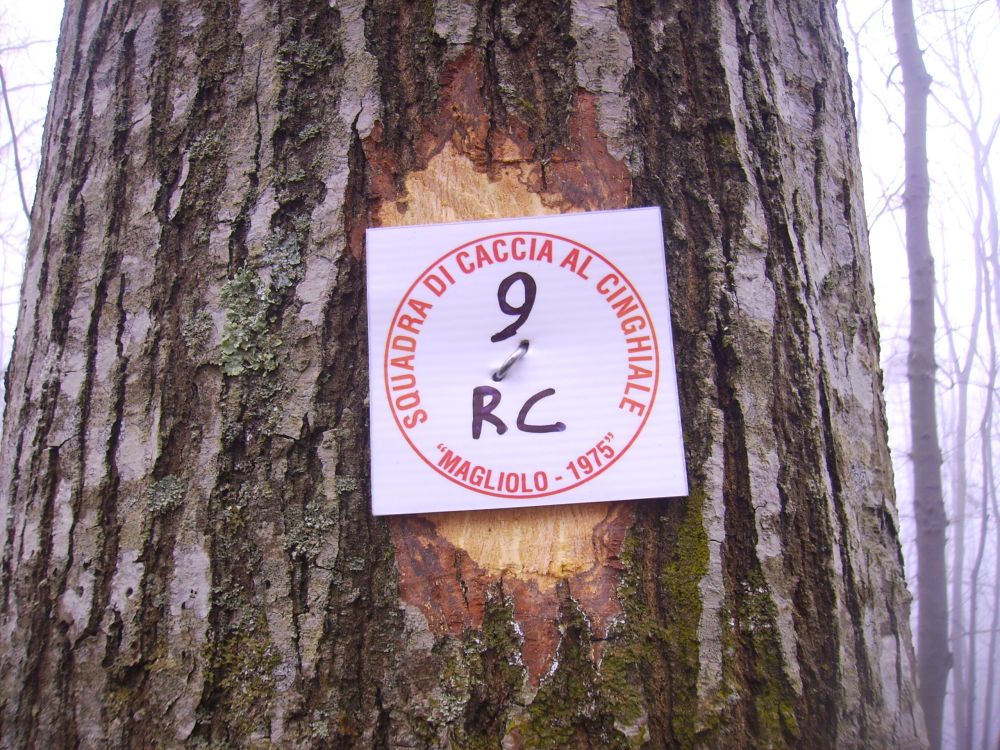 SQUADRA DI CACCIA AL CINGHIALE
9
RC
"MAGLIOLO - 1975"